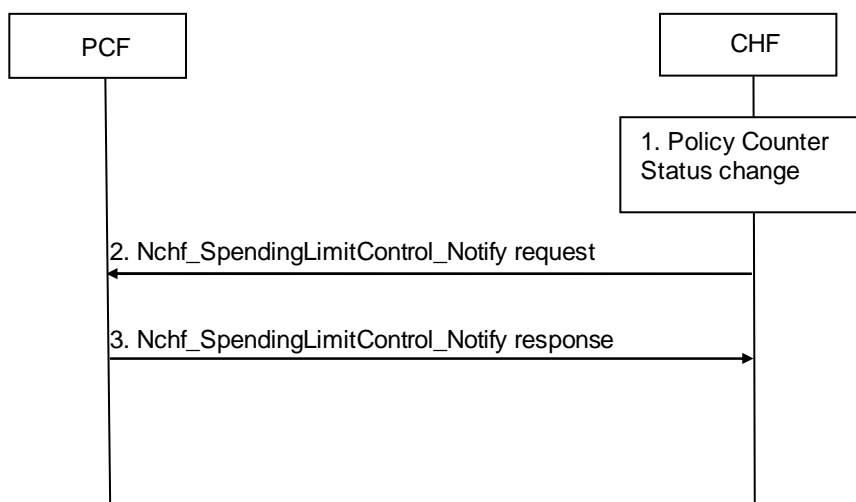 PCF
CHF
1. Policy Counter
Status change
2. Nchf_SpendingLimitControl_Notify request
3. Nchf_SpendingLimitControl_Notify response